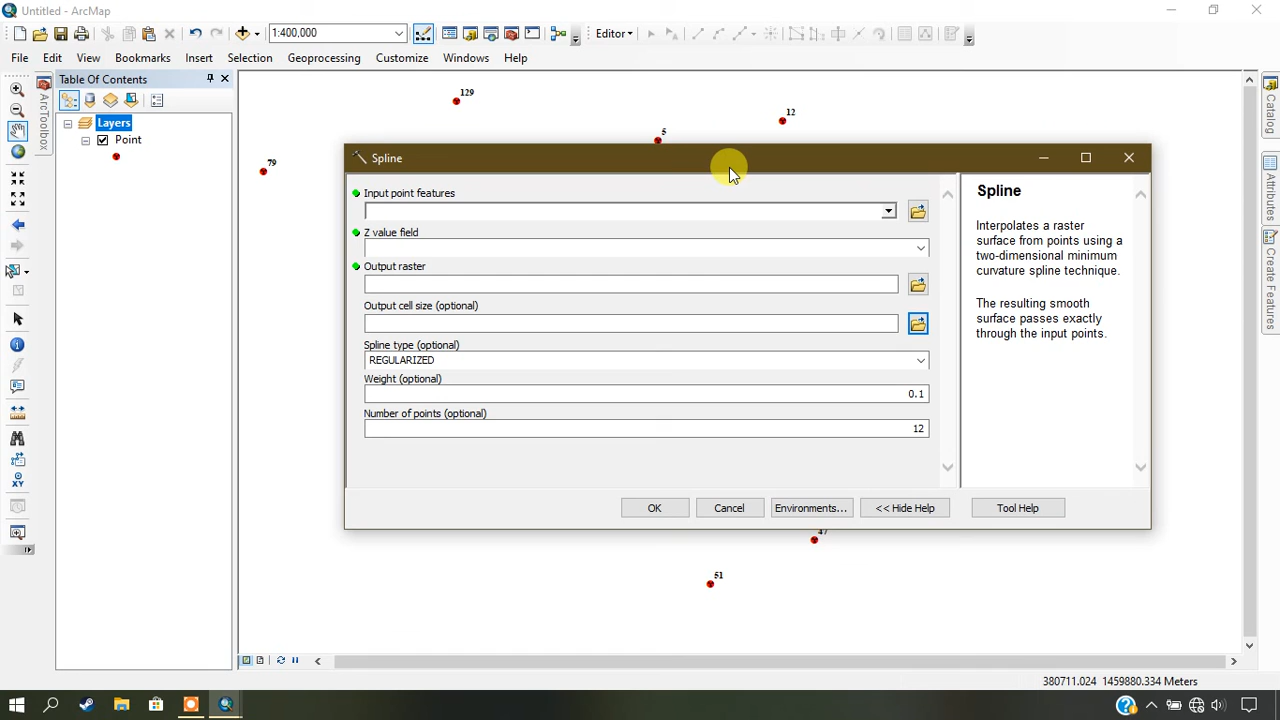 Untitled - ArcMap
1:400,000
Editor
File Edit View Bookmarks Insert Selection Geoprocessing Customize Windows Help
Table Of Contents
ArcToolbox
Layers
Point
129
12
5
79
47
51
Spline
Input point features
Z value field
Output raster
Output cell size (optional)
Spline type (optional)
REGULARIZED
Weight (optional)
0.1
Number of points (optional)
12
OK Cancel Environments... << Hide Help Tool Help
Spline
Interpolates a raster
surface from points using a
two-dimensional minimum
curvature spline technique.
The resulting smooth
surface passes exactly
through the input points.
Catalog
Attributes
Create Features
380711.024 1459880.334 Meters